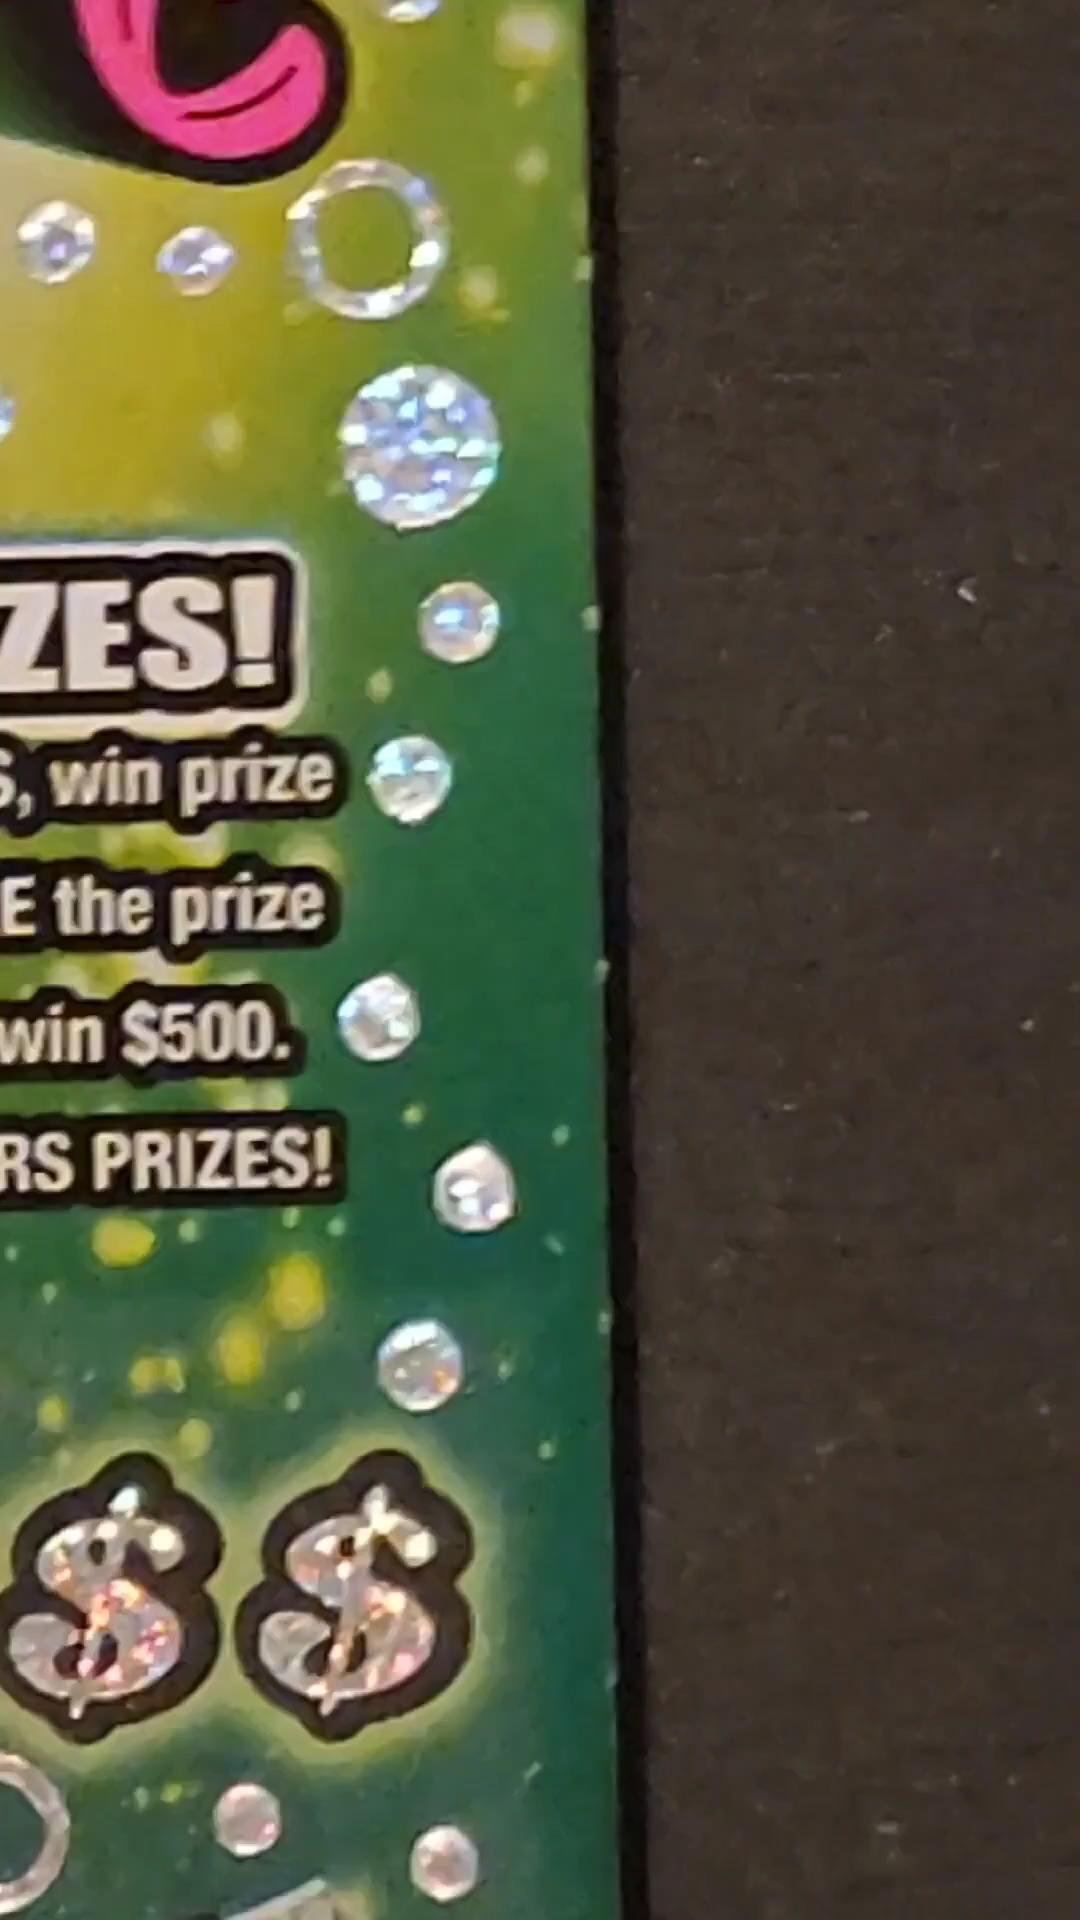 ZES!
S, win prize
E the prize
win $500.
RS PRIZES!
$ $